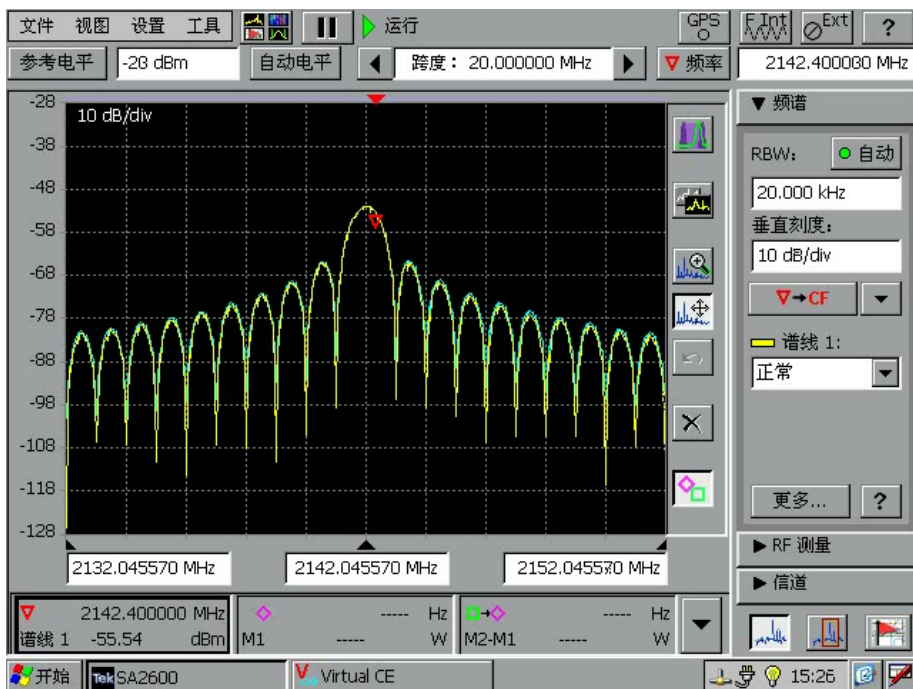 文件 视图 设置 工具 运行 GPS F Int Ext ?
参考电平 -28 dBm 自动电平 跨度: 20.000000 MHz 频率 2142.400000 MHz
-28
10 dB/div
-38
-48
-58
-68
-78
-88
-98
-108
-118
-128
2132.045570 MHz 2142.045570 MHz 2152.045570 MHz
▼ 频谱
RBW: 自动
20.000 kHz
垂直刻度:
10 dB/div
→CF
谱线 1:
正常
更多... ?
RF 测量
信道
2142.400000 MHz
谱线 1 -55.54 dBm
----- Hz
M1 ----- W
----- Hz
M2-M1 ----- W
开始 Tek SA2600 Virtual CE 15:26